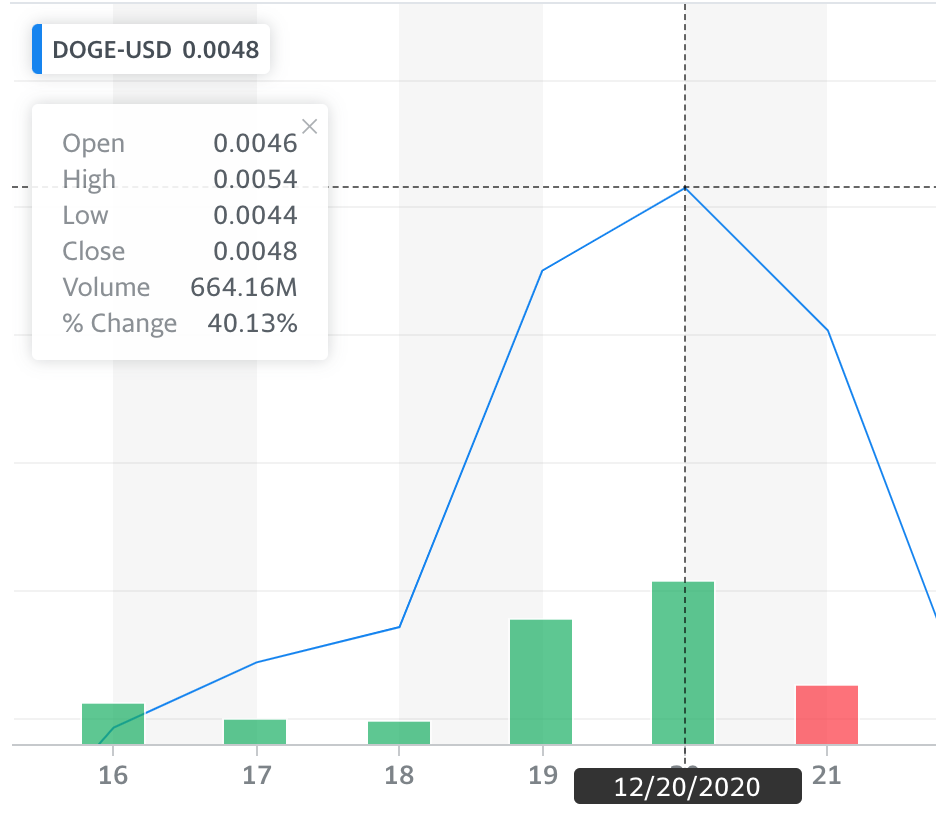 DOGE-USD 0.0048
Open 0.0046
High 0.0054
Low 0.0044
Close 0.0048
Volume 664.16M
% Change 40.13%
16 17 18 19 21
12/20/2020